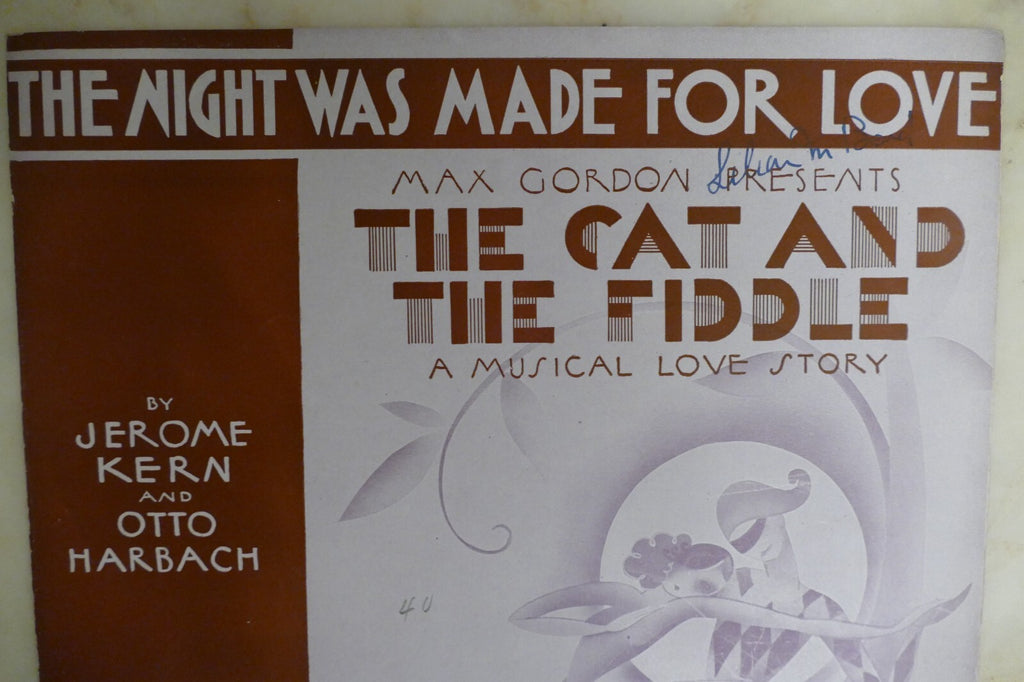 THE NIGHT WAS MADE FOR LOVE
MAX GORDON PRESENTS
THE CAT AND
THE FIDDLE
A MUSICAL LOVE STORY
BY
JEROME
KERN
AND
OTTO
HARBACH